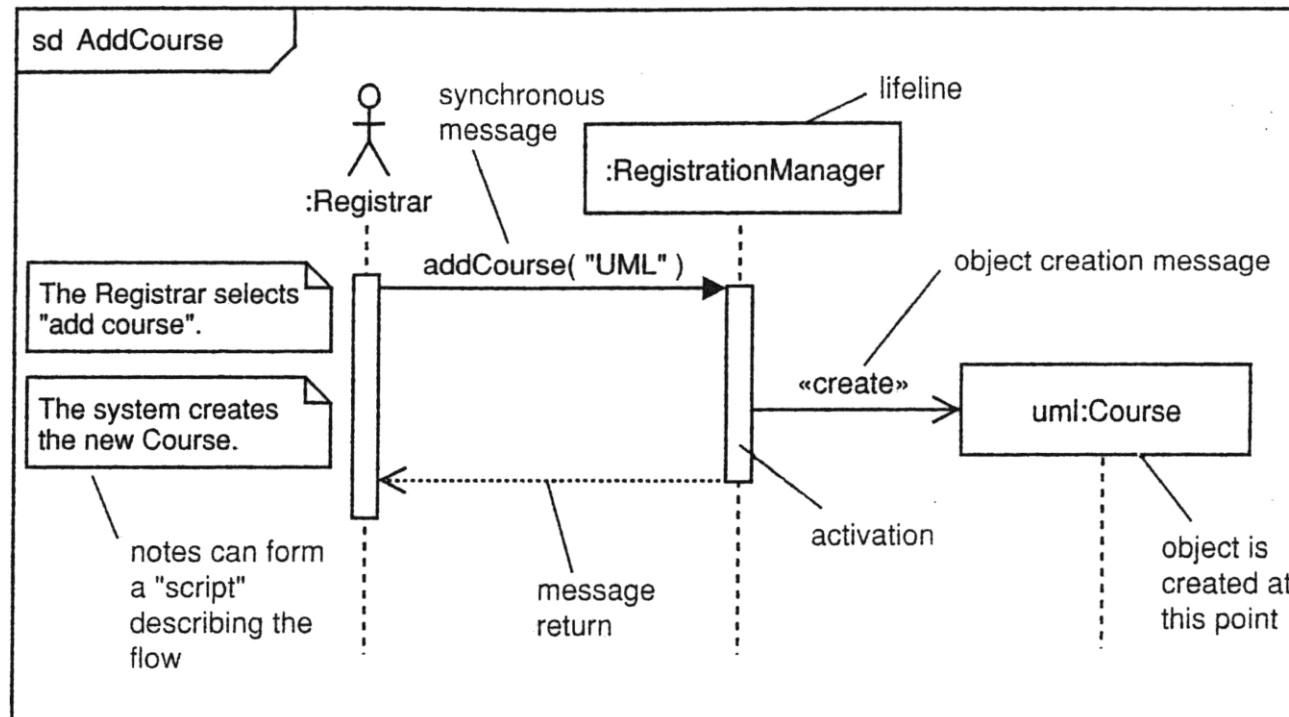 sd AddCourse
synchronous
message
lifeline
:RegistrationManager
:Registrar
addCourse( "UML" )
object creation message
The Registrar selects
"add course".
«create»
uml:Course
The system creates
the new Course.
activation
notes can form
a "script"
describing the
flow
message
return
object is
created at
this point